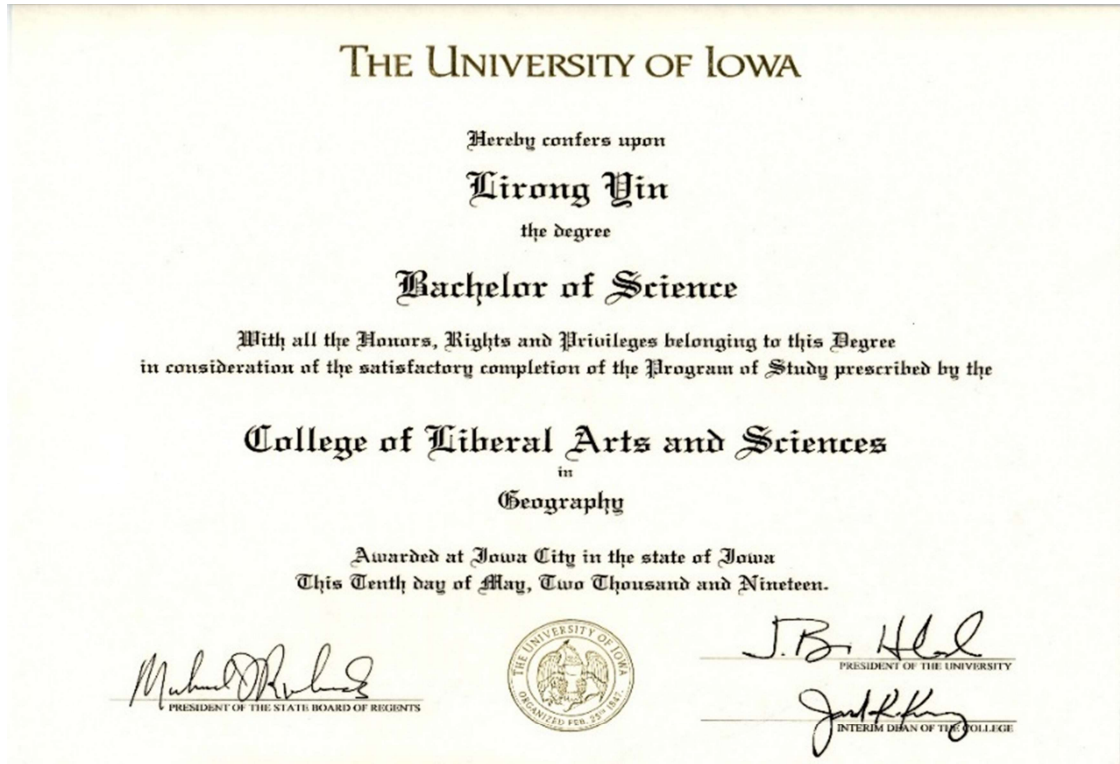 THE UNIVERSITY OF IOWA
Hereby confers upon
Lirong Yin
the degree
Bachelor of Science
With all the Honors, Rights and Privileges belonging to this Degree
in consideration of the satisfactory completion of the Program of Study prescribed by the
College of Liberal Arts and Sciences
in
Geography
Awarded at Iowa City in the state of Iowa
This Tenth day of May, Two Thousand and Nineteen.
PRESIDENT OF THE STATE BOARD OF REGENTS
THE UNIVERSITY OF IOWA
ORGANIZED FEB. 25TH 1847.
PRESIDENT OF THE UNIVERSITY
INTERIM DEAN OF THE COLLEGE